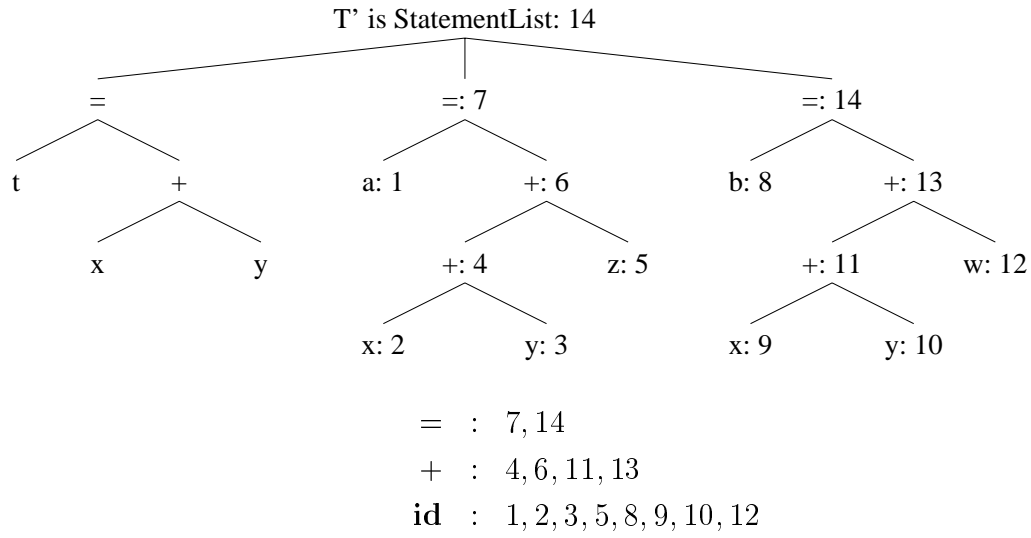 T’ is StatementList: 14
= =: 7 =: 14
t + a: 1 +: 6 b: 8 +: 13
x y +: 4 z: 5 +: 11 w: 12
x: 2 y: 3 x: 9 y: 10
= : 7, 14
+ : 4, 6, 11, 13
id : 1, 2, 3, 5, 8, 9, 10, 12